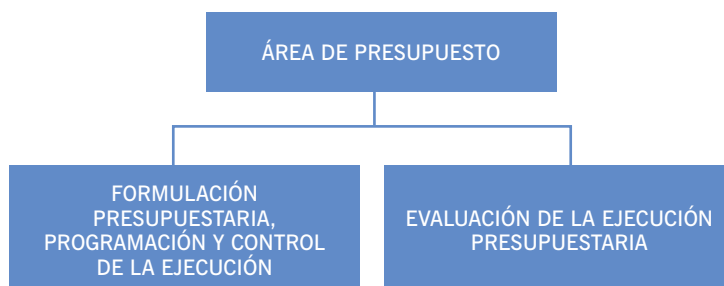 ÁREA DE PRESUPUESTO
FORMULACIÓN
PRESUPUESTARIA,
PROGRAMACIÓN Y CONTROL
DE LA EJECUCIÓN
EVALUACIÓN DE LA EJECUCIÓN
PRESUPUESTARIA